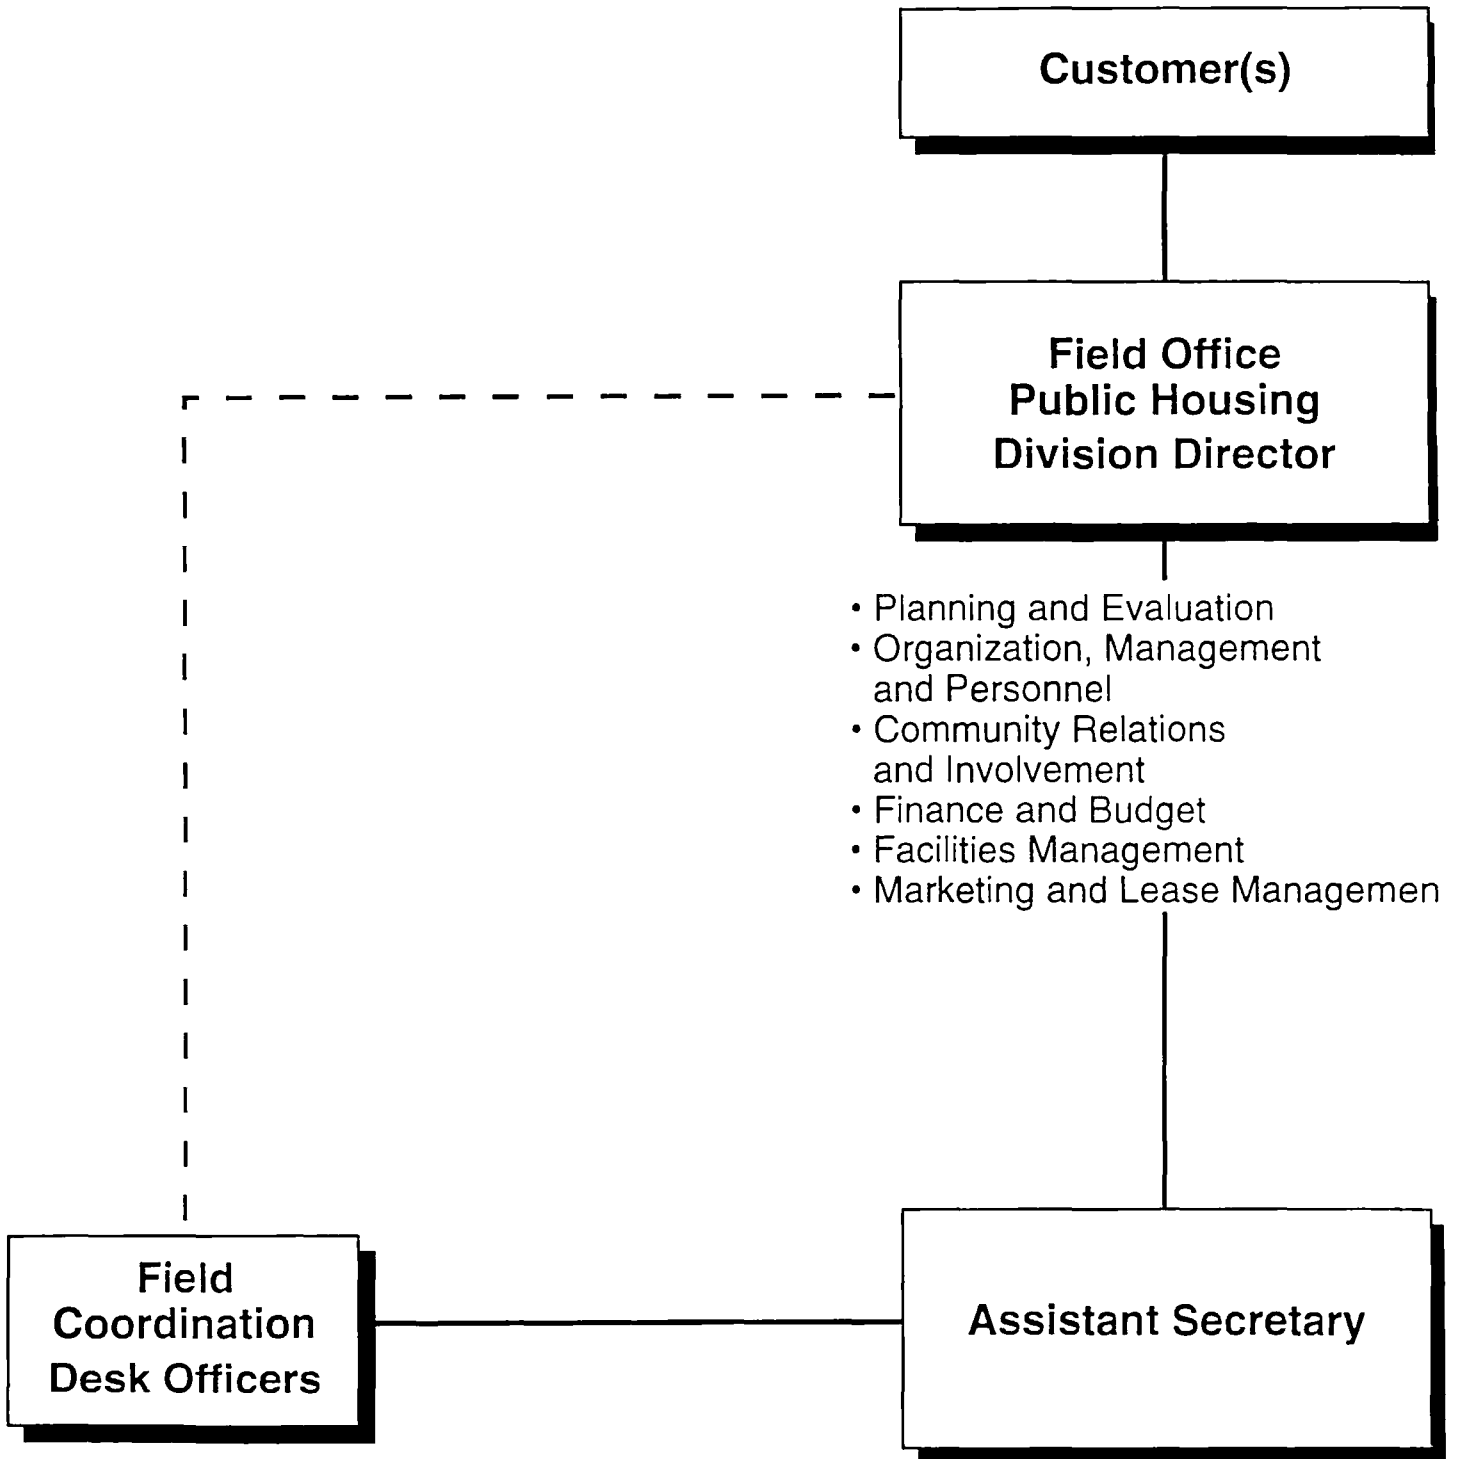 Customer(s)
Field Office
Public Housing
Division Director
• Planning and Evaluation
• Organization, Management
and Personnel
• Community Relations
and Involvement
• Finance and Budget
• Facilities Management
• Marketing and Lease Managemen
Field
Coordination
Desk Officers
Assistant Secretary